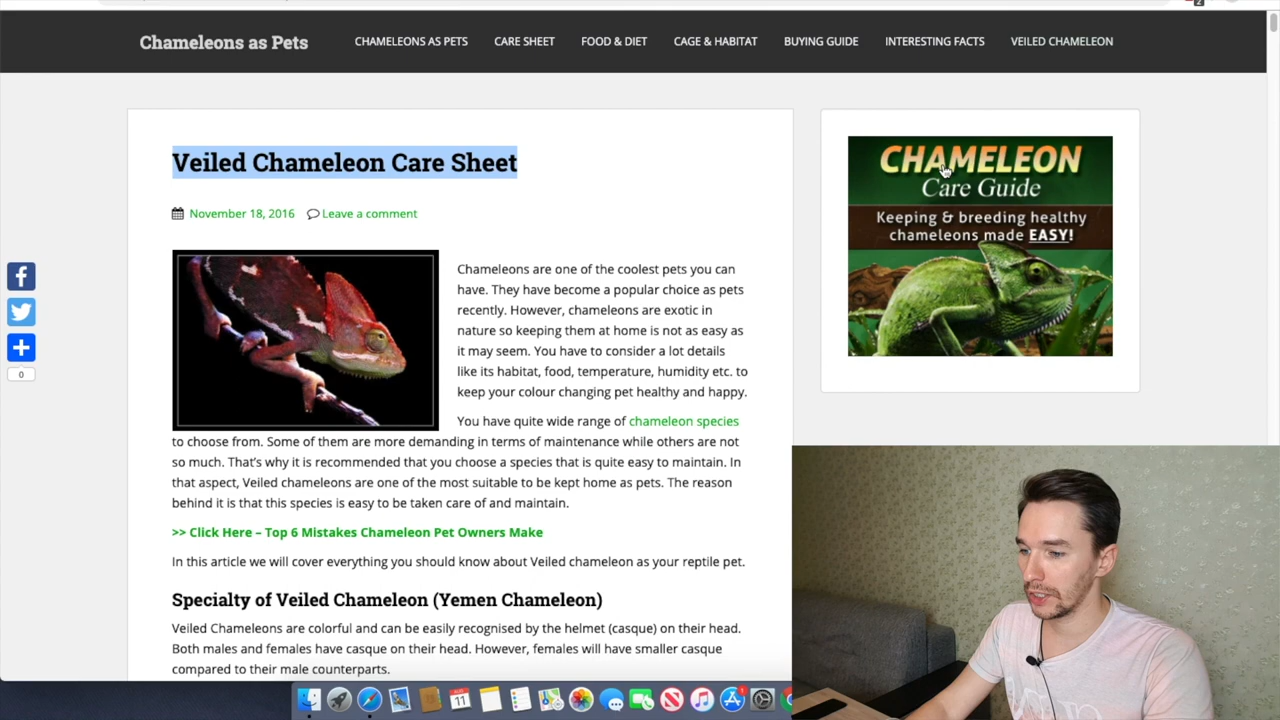 2
Chameleons as Pets
CHAMELEONS AS PETS
CARE SHEET
FOOD & DIET
CAGE & HABITAT
BUYING GUIDE
INTERESTING FACTS
VEILED CHAMELEON
Veiled Chameleon Care Sheet
November 18, 2016
Leave a comment
Chameleons are one of the coolest pets you can
have. They have become a popular choice as pets
recently. However, chameleons are exotic in
nature so keeping them at home is not as easy as
it may seem. You have to consider a lot details
like its habitat, food, temperature, humidity etc. to
keep your colour changing pet healthy and happy.
You have quite wide range of chameleon species
to choose from. Some of them are more demanding in terms of maintenance while others are not
so much. That's why it is recommended that you choose a species that is quite easy to maintain. In
that aspect, Veiled chameleons are one of the most suitable to be kept home as pets. The reason
behind it is that this species is easy to be taken care of and maintain.
>> Click Here – Top 6 Mistakes Chameleon Pet Owners Make
In this article we will cover everything you should know about Veiled chameleon as your reptile pet.
Specialty of Veiled Chameleon (Yemen Chameleon)
Veiled Chameleons are colorful and can be easily recognised by the helmet (casque) on their head.
Both males and females have casque on their head. However, females will have smaller casque
compared to their male counterparts.
CHAMELEON
Care Guide
Keeping & breeding healthy
chameleons made EASY!
0
11